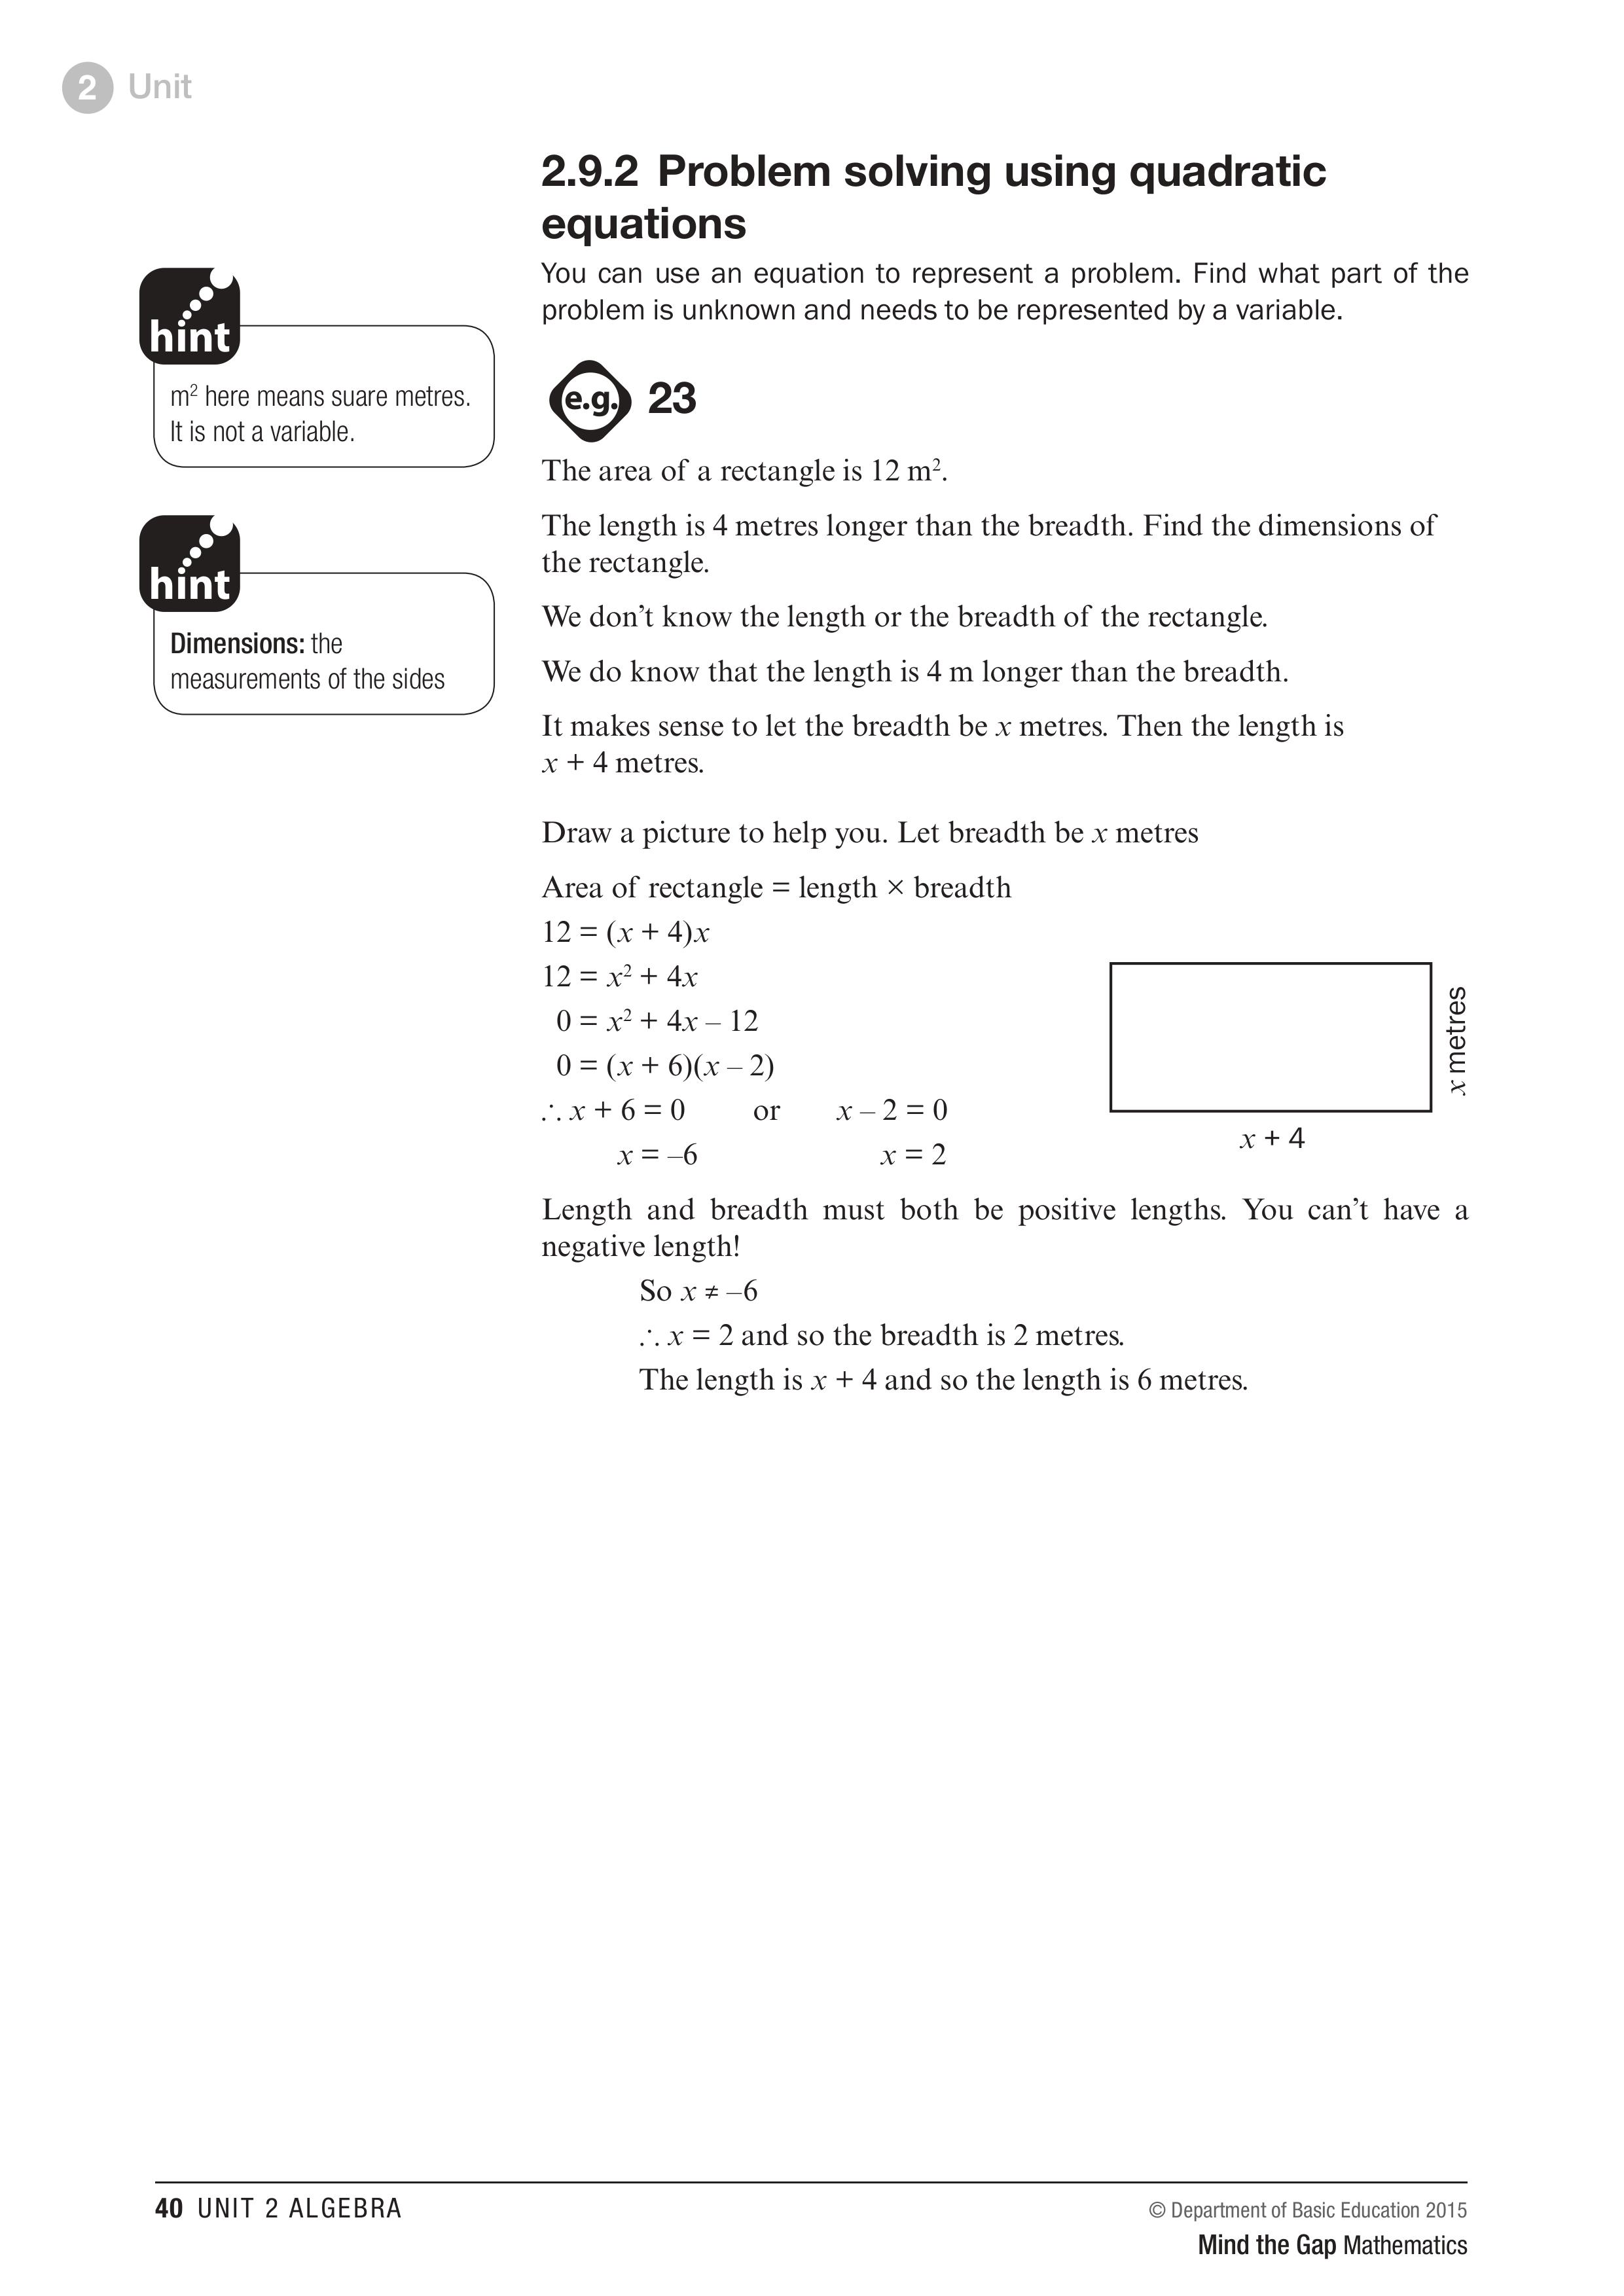 2 Unit
2.9.2 Problem solving using quadratic
equations
You can use an equation to represent a problem. Find what part of the
problem is unknown and needs to be represented by a variable.
hint
m² here means suare metres.
It is not a variable.
hint
Dimensions: the
measurements of the sides
e.g. 23
The area of a rectangle is 12 m².
The length is 4 metres longer than the breadth. Find the dimensions of
the rectangle.
We don’t know the length or the breadth of the rectangle.
We do know that the length is 4 m longer than the breadth.
It makes sense to let the breadth be x metres. Then the length is
x + 4 metres.
Draw a picture to help you. Let breadth be x metres
Area of rectangle = length × breadth
12 = (x + 4)x
12 = x² + 4x
0 = x² + 4x – 12
0 = (x + 6)(x – 2)
∴ x + 6 = 0 or x – 2 = 0
x = –6 x = 2
x metres
x + 4
Length and breadth must both be positive lengths. You can’t have a
negative length!
So x ≠ –6
∴ x = 2 and so the breadth is 2 metres.
The length is x + 4 and so the length is 6 metres.
40 UNIT 2 ALGEBRA
© Department of Basic Education 2015
Mind the Gap Mathematics